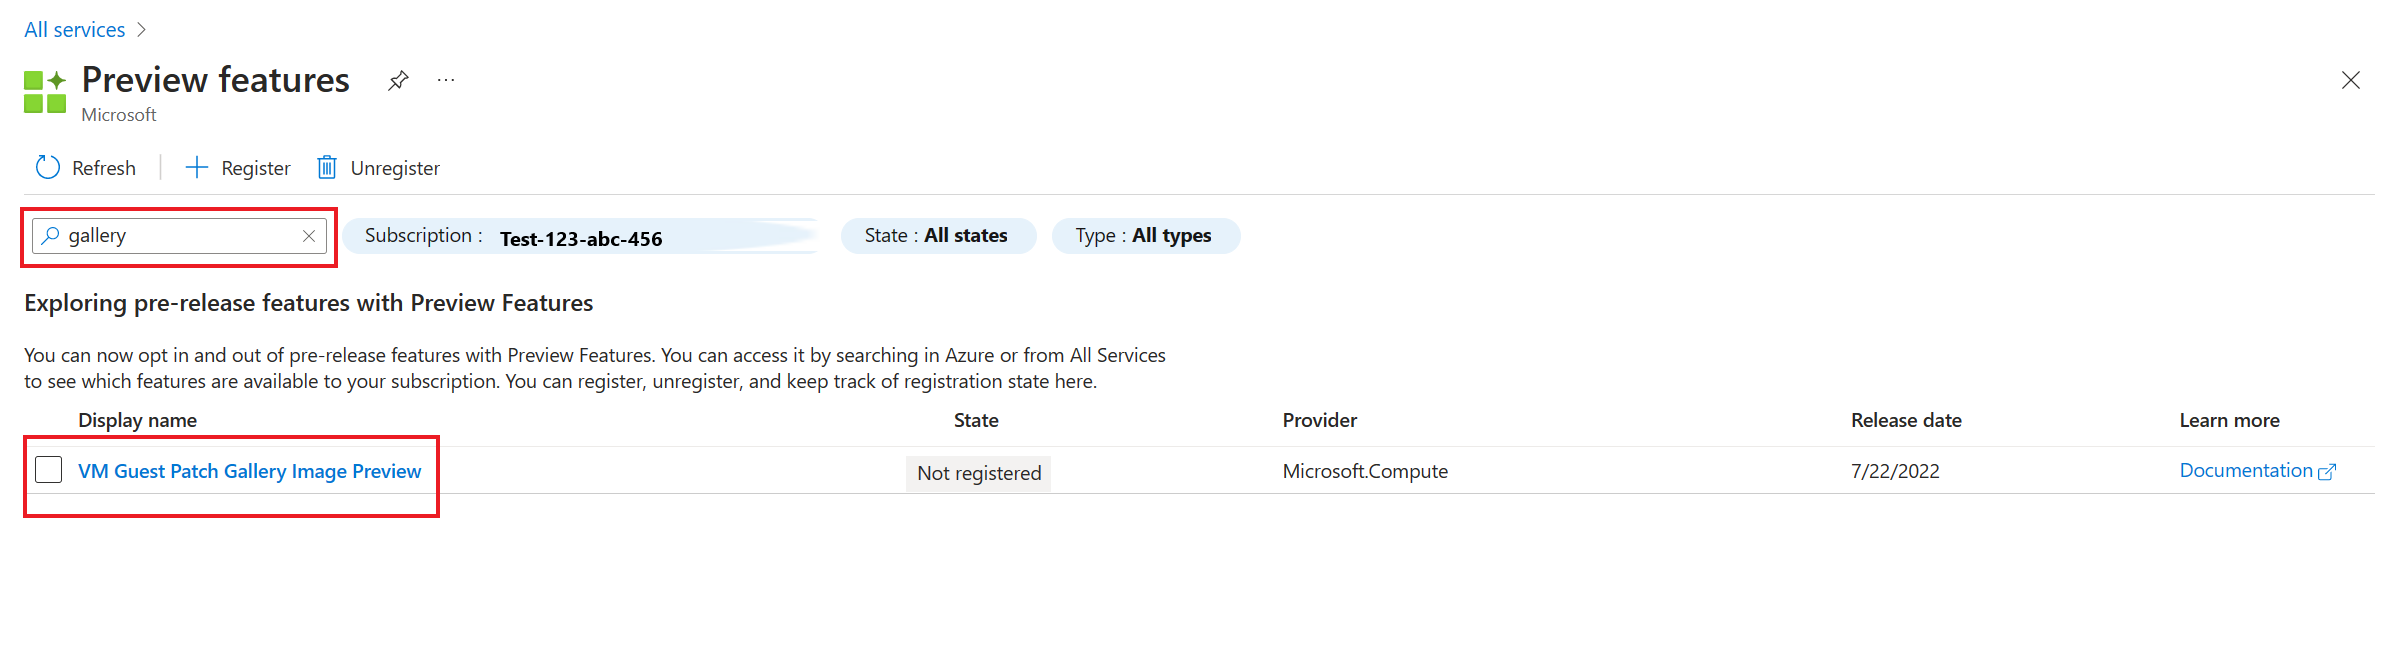 All services
Preview features
Microsoft
Refresh Register Unregister
gallery Subscription : Test-123-abc-456 State : All states Type : All types
Exploring pre-release features with Preview Features
You can now opt in and out of pre-release features with Preview Features. You can access it by searching in Azure or from All Services
to see which features are available to your subscription. You can register, unregister, and keep track of registration state here.
Display name State Provider Release date Learn more
VM Guest Patch Gallery Image Preview Not registered Microsoft.Compute 7/22/2022 Documentation